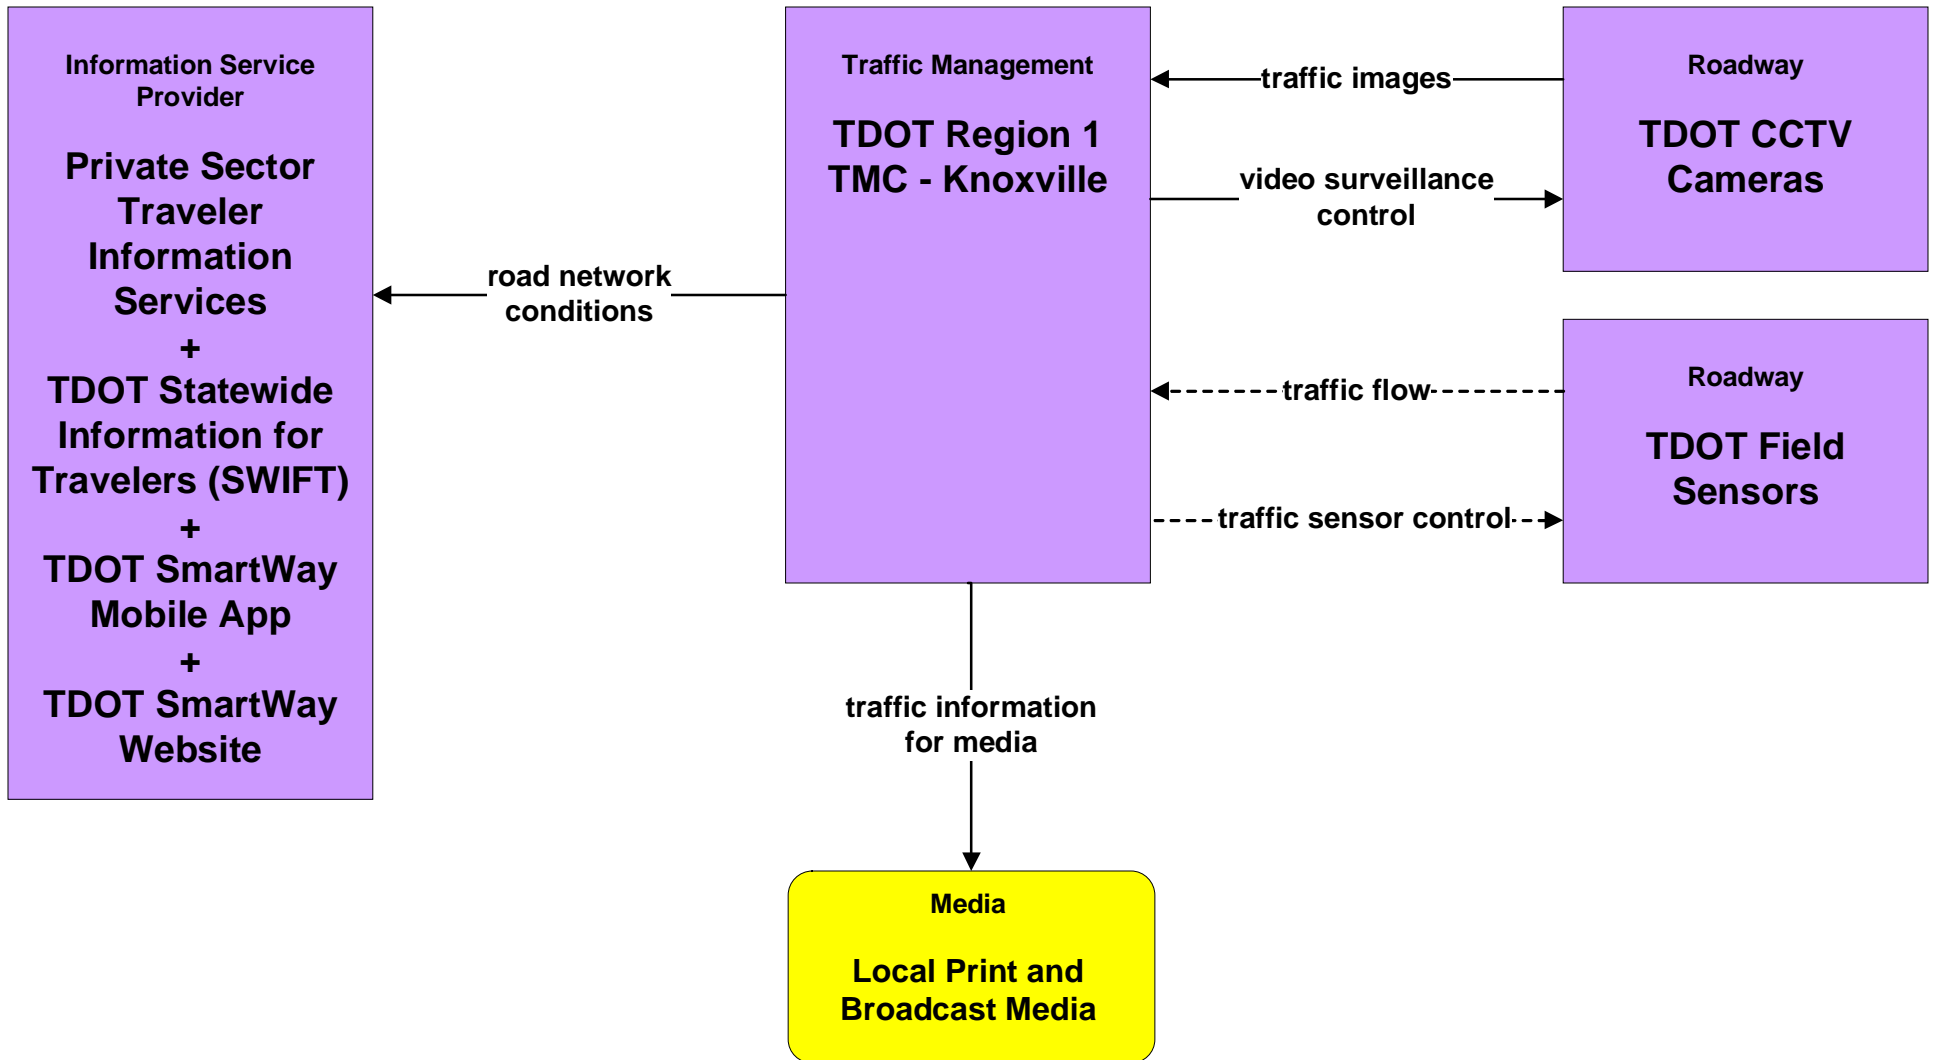 Information Service
Provider
Private Sector
Traveler
Information
Services
+
TDOT Statewide
Information for
Travelers (SWIFT)
+
TDOT SmartWay
Mobile App
+
TDOT SmartWay
Website
road network
conditions
Traffic Management
TDOT Region 1
TMC - Knoxville
traffic images
video surveillance
control
traffic flow
traffic sensor control
Roadway
TDOT CCTV
Cameras
Roadway
TDOT Field
Sensors
traffic information
for media
Media
Local Print and
Broadcast Media